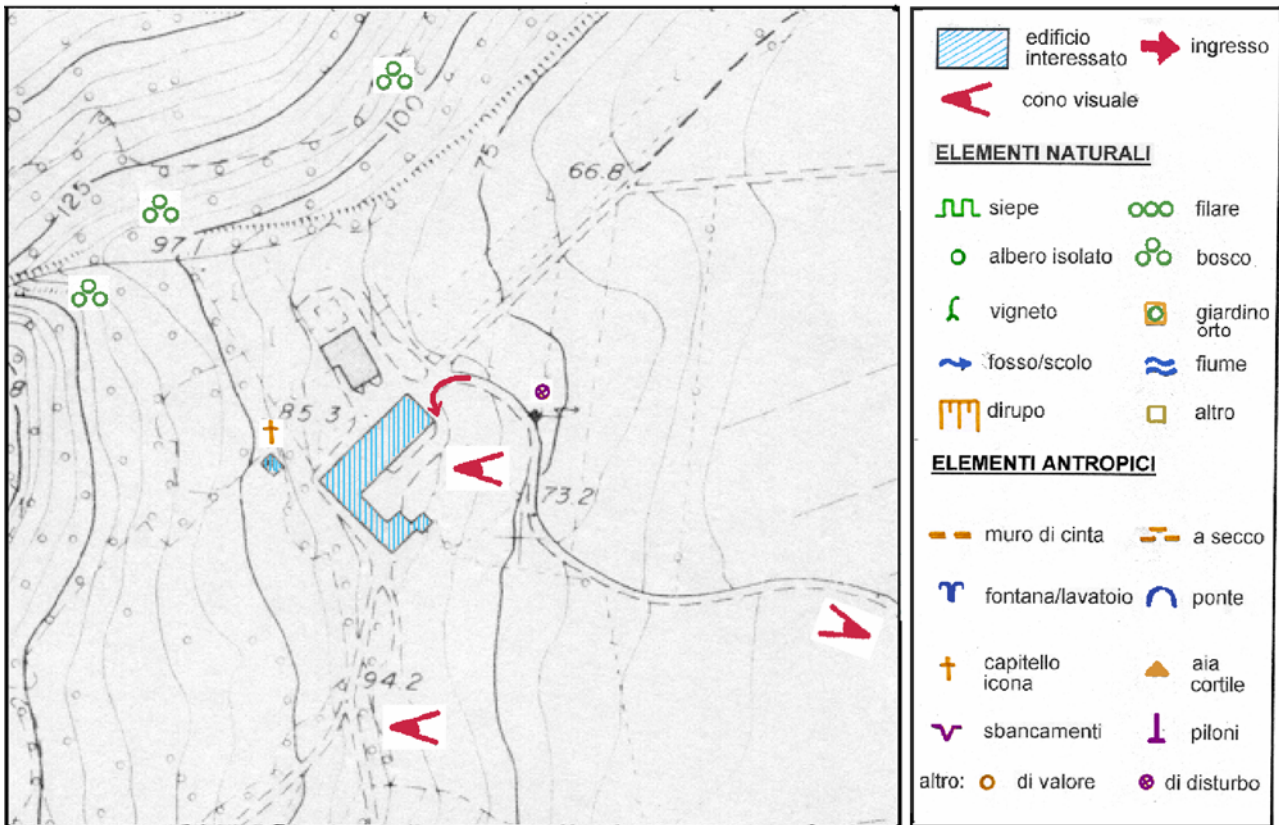 100
75
66.8
125
97.1
85.3
73.2
94.2
edificio
interessato
ingresso
cono visuale
ELEMENTI NATURALI
siepe
filare
albero isolato
bosco
vigneto
giardino
orto
fosso/scolo
fiume
dirupo
altro
ELEMENTI ANTROPICI
muro di cinta
a secco
fontana/lavatoio
ponte
capitello
icona
aia
cortile
sbancamenti
piloni
altro:
di valore
di disturbo